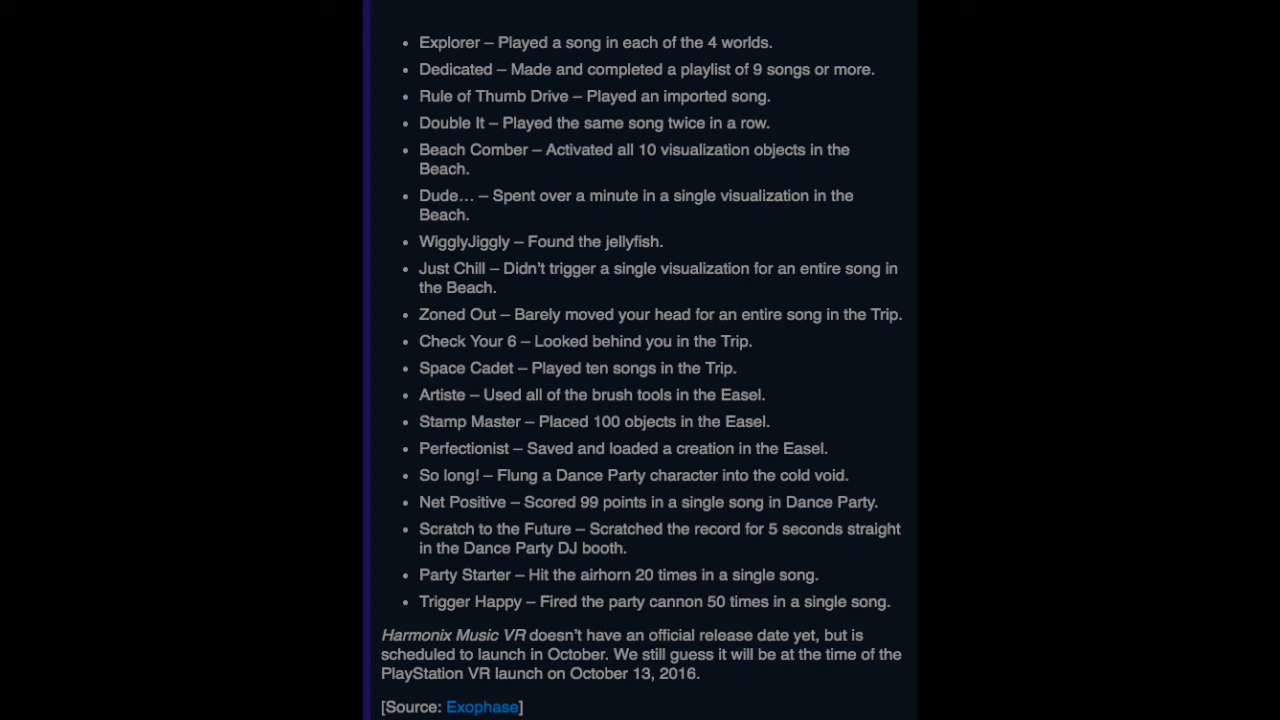 • Explorer – Played a song in each of the 4 worlds.
• Dedicated – Made and completed a playlist of 9 songs or more.
• Rule of Thumb Drive – Played an imported song.
• Double It – Played the same song twice in a row.
• Beach Comber – Activated all 10 visualization objects in the
Beach.
• Dude… – Spent over a minute in a single visualization in the
Beach.
• WigglyJiggly – Found the jellyfish.
• Just Chill – Didn’t trigger a single visualization for an entire song in
the Beach.
• Zoned Out – Barely moved your head for an entire song in the Trip.
• Check Your 6 – Looked behind you in the Trip.
• Space Cadet – Played ten songs in the Trip.
• Artiste – Used all of the brush tools in the Easel.
• Stamp Master – Placed 100 objects in the Easel.
• Perfectionist – Saved and loaded a creation in the Easel.
• So long! – Flung a Dance Party character into the cold void.
• Net Positive – Scored 99 points in a single song in Dance Party.
• Scratch to the Future – Scratched the record for 5 seconds straight
in the Dance Party DJ booth.
• Party Starter – Hit the airhorn 20 times in a single song.
• Trigger Happy – Fired the party cannon 50 times in a single song.
Harmonix Music VR doesn’t have an official release date yet, but is
scheduled to launch in October. We still guess it will be at the time of the
PlayStation VR launch on October 13, 2016.
[Source: Exophase]